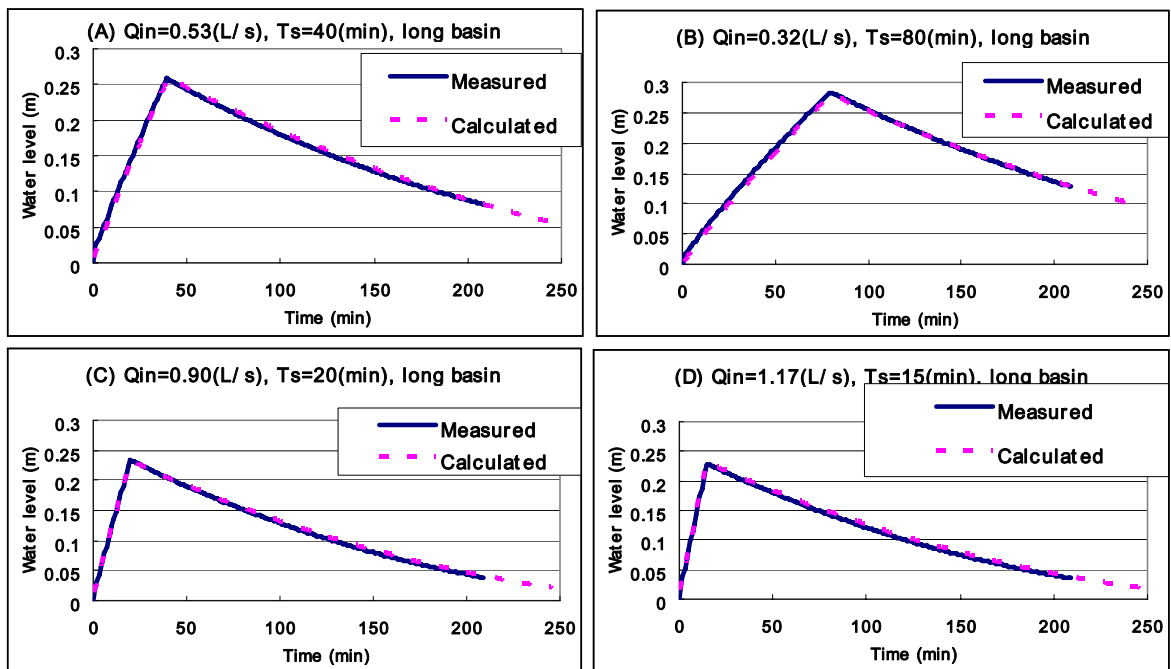 (A) Qin=0.53(L/ s), Ts=40(min), long basin
Measured
Calculated
Water level (m)
0.3
0.25
0.2
0.15
0.1
0.05
0
0 50 100 150 200 250
Time (min)
(B) Qin=0.32(L/ s), Ts=80(min), long basin
Measured
Calculated
Water level (m)
0.3
0.25
0.2
0.15
0.1
0.05
0
0 50 100 150 200 250
Time (min)
(C) Qin=0.90(L/ s), Ts=20(min), long basin
Measured
Calculated
Water level (m)
0.3
0.25
0.2
0.15
0.1
0.05
0
0 50 100 150 200 250
Time (min)
(D) Qin=1.17(L/ s), Ts=15(min), long basin
Measured
Calculated
Water level (m)
0.3
0.25
0.2
0.15
0.1
0.05
0
0 50 100 150 200 250
Time (min)